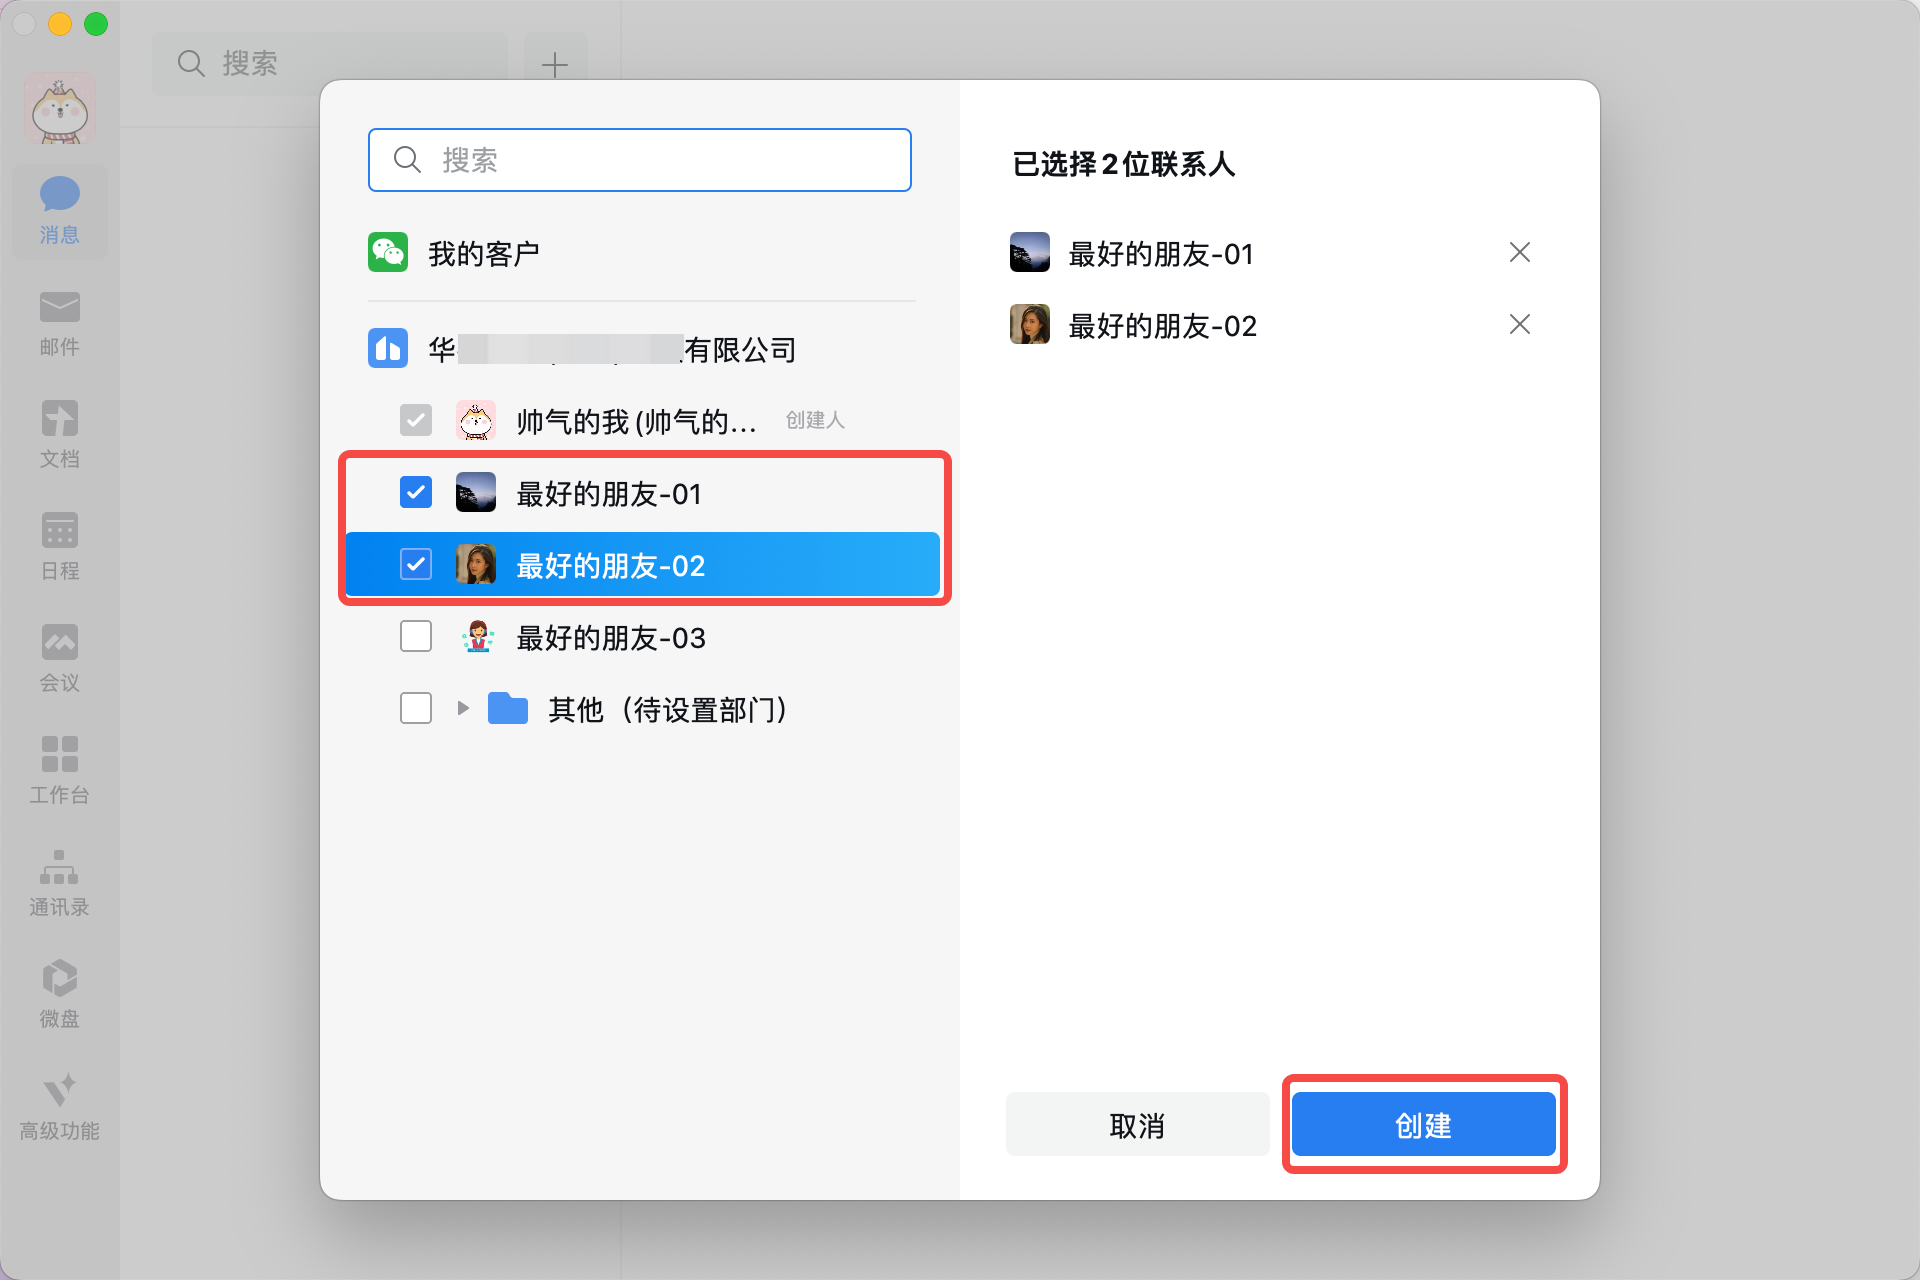 搜索
消息
邮件
文档
日程
会议
工作台
通讯录
微盘
高级功能
搜索
我的客户
华 有限公司
帅气的我(帅气的... 创建人
最好的朋友-01
最好的朋友-02
最好的朋友-03
其他（待设置部门）
已选择2位联系人
最好的朋友-01
最好的朋友-02
取消
创建